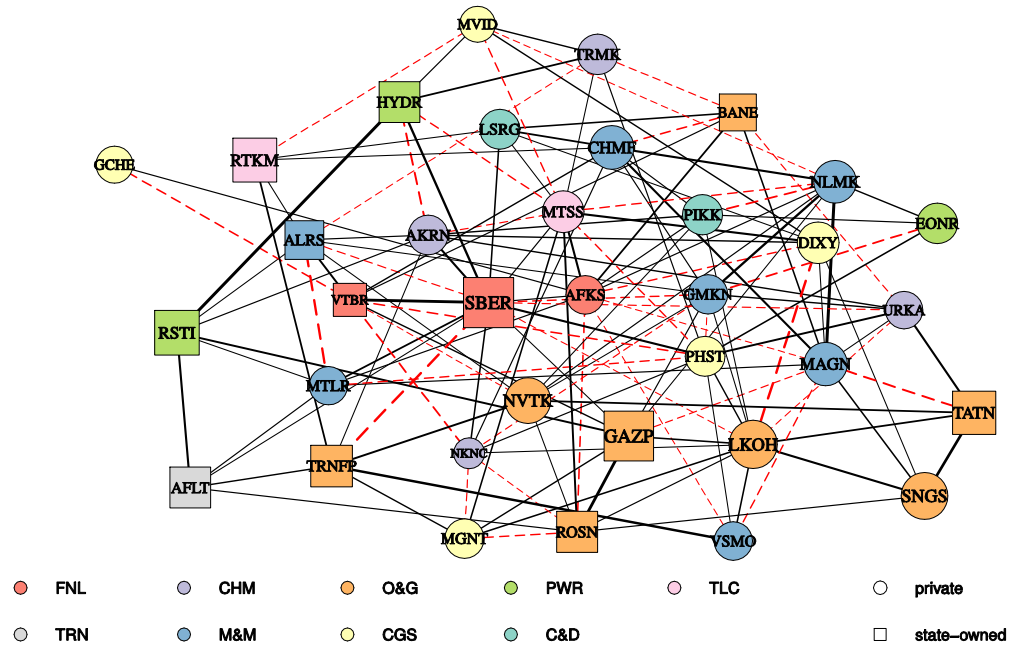 MVID
TRMK
HYDR
BANE
LSRG
CHMF
RTKM
GCHE
NLMK
MTSS
PIKK
EONR
ALRS
AKRN
DIXY
VTBR
SBER
AFKS
GMKN
URKA
RSTI
PHST
MAGN
MTLR
NVTK
TATN
GAZP
LKOH
NKNC
TRNFP
AFLT
SNGS
MGNT
ROSN
VSMO
FNL CHM O&G PWR TLC private
TRN M&M CGS C&D state-owned